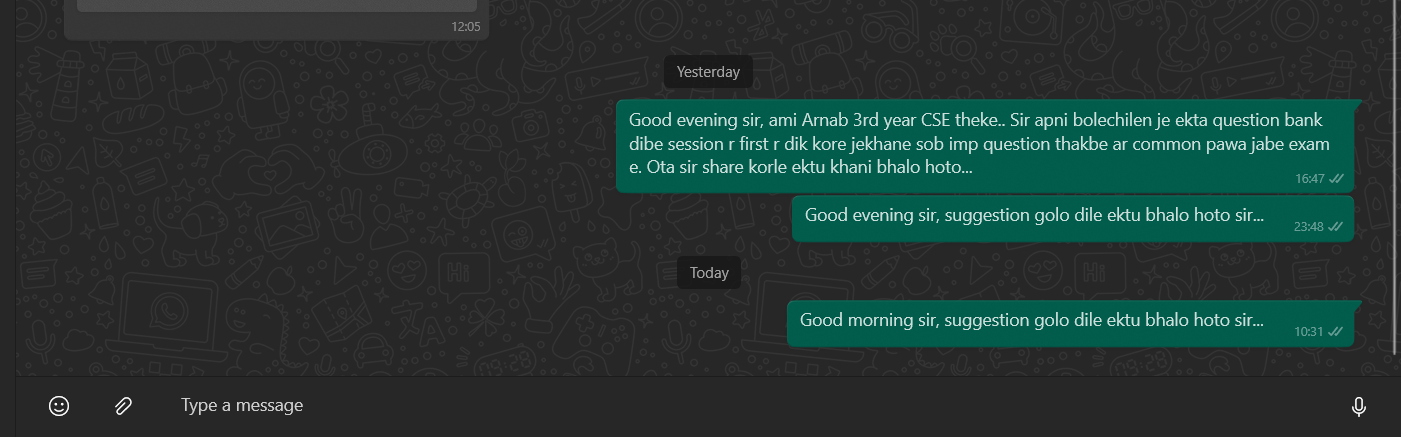 12:05
Yesterday
Good evening sir, ami Arnab 3rd year CSE theke.. Sir apni bolechilen je ekta question bank
dibe session r first r dik kore jekhane sob imp question thakbe ar common pawa jabe exam
e. Ota sir share korle ektu khani bhalo hoto...
16:47
Good evening sir, suggestion golo dile ektu bhalo hoto sir...
23:48
Today
Good morning sir, suggestion golo dile ektu bhalo hoto sir...
10:31
Type a message